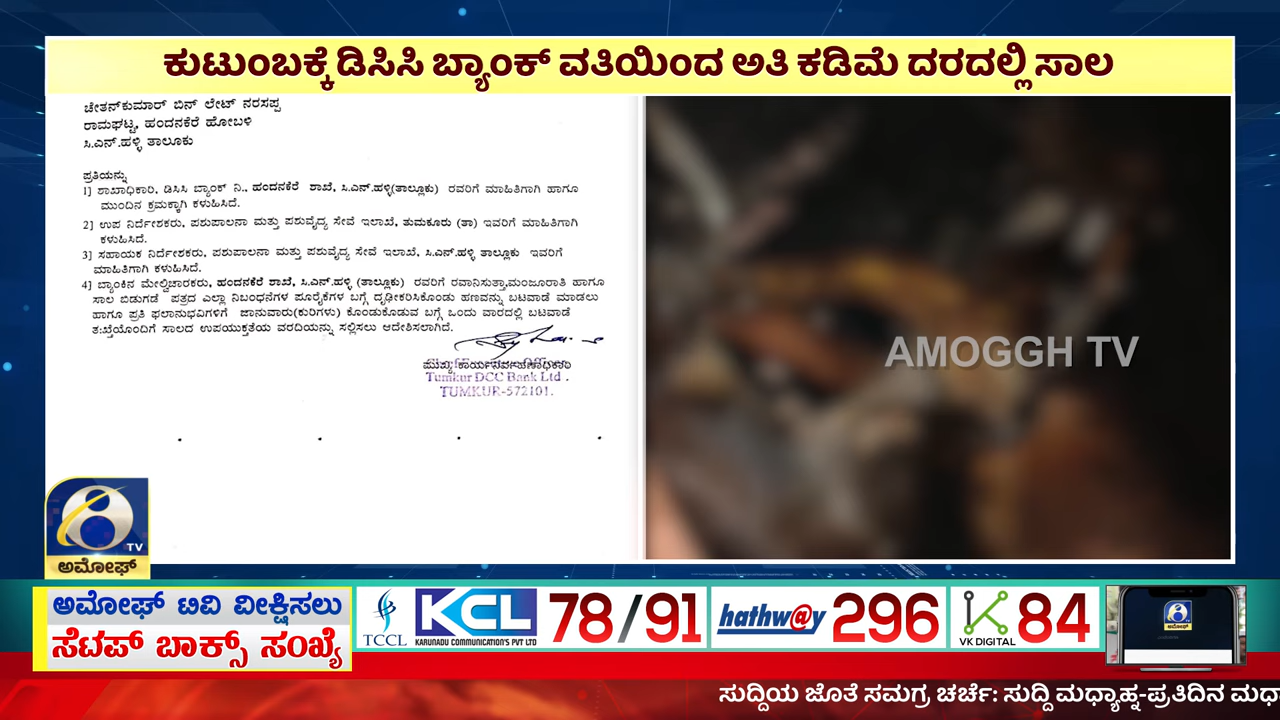 ಕುಟುಂಬಕ್ಕೆ ಡಿಸಿಸಿ ಬ್ಯಾಂಕ್ ವತಿಯಿಂದ ಅತಿ ಕಡಿಮೆ ದರದಲ್ಲಿ ಸಾಲ
ಚೇತನ್‌ಕುಮಾರ್ ಬಿನ್ ಲೇಟ್ ನರಸಪ್ಪ
ರಾಮಘಟ್ಟ, ಹಂದನಕೆರೆ ಹೋಬಳಿ
ಸಿ.ಎನ್.ಹಳ್ಳಿ ತಾಲೂಕು
ಪ್ರತಿಯನ್ನು
1] ಶಾಖಾಧಿಕಾರಿ, ಡಿಸಿಸಿ ಬ್ಯಾಂಕ್ ನಿ., ಹಂದನಕೆರೆ ಶಾಖೆ, ಸಿ.ಎನ್.ಹಳ್ಳಿ(ತಾಲ್ಲೂಕು) ರವರಿಗೆ ಮಾಹಿತಿಗಾಗಿ ಹಾಗೂ
ಮುಂದಿನ ಕ್ರಮಕ್ಕಾಗಿ ಕಳುಹಿಸಿದೆ.
2] ಉಪ ನಿರ್ದೇಶಕರು, ಪಶುಪಾಲನಾ ಮತ್ತು ಪಶುವೈದ್ಯ ಸೇವೆ ಇಲಾಖೆ, ತುಮಕೂರು (ತಾ) ಇವರಿಗೆ ಮಾಹಿತಿಗಾಗಿ
ಕಳುಹಿಸಿದೆ.
3] ಸಹಾಯಕ ನಿರ್ದೇಶಕರು, ಪಶುಪಾಲನಾ ಮತ್ತು ಪಶುವೈದ್ಯ ಸೇವೆ ಇಲಾಖೆ, ಸಿ.ಎನ್.ಹಳ್ಳಿ ತಾಲ್ಲೂಕು ಇವರಿಗೆ
ಮಾಹಿತಿಗಾಗಿ ಕಳುಹಿಸಿದೆ.
4] ಬ್ಯಾಂಕಿನ ಮೇಲ್ವಿಚಾರಕರು, ಹಂದನಕೆರೆ ಶಾಖೆ, ಸಿ.ಎನ್.ಹಳ್ಳಿ (ತಾಲ್ಲೂಕು) ರವರಿಗೆ ರವಾನಿಸುತ್ತಾ,ಮಂಜೂರಾತಿ ಹಾಗೂ
ಸಾಲ ಬಿಡುಗಡೆ ಪತ್ರದ ಎಲ್ಲಾ ನಿಬಂಧನೆಗಳ ಪೂರೈಕೆಗಳ ಬಗ್ಗೆ ದೃಢೀಕರಿಸಿಕೊಂಡು ಹಣವನ್ನು ಬಟವಾಡೆ ಮಾಡಲು
ಹಾಗೂ ಪ್ರತಿ ಫಲಾನುಭವಿಗಳಿಗೆ ಜಾನುವಾರು(ಕುರಿಗಳು) ಕೊಂಡುಕೊಡುವ ಬಗ್ಗೆ ಒಂದು ವಾರದಲ್ಲಿ ಬಟವಾಡೆ
ತ:ಖ್ತೆಯೊಂದಿಗೆ ಸಾಲದ ಉಪಯುಕ್ತತೆಯ ವರದಿಯನ್ನು ಸಲ್ಲಿಸಲು ಆದೇಶಿಸಲಾಗಿದೆ.
ಮುಖ್ಯ ಕಾರ್ಯನಿರ್ವಹಣಾಧಿಕಾರಿ
Tumkur DCC Bank Ltd .
TUMKUR-572101.
AMOGGH TV
8 TV
ಅಮೋಘ್
ಅಮೋಘ್ ಟಿವಿ ವೀಕ್ಷಿಸಲು
ಸೆಟಪ್ ಬಾಕ್ಸ್ ಸಂಖ್ಯೆ
TCCL
KCL
KARUNADU COMMUNICATION'S PVT LTD
78/91
hathw@y
296
VK DIGITAL
84
ಸುದ್ದಿಯ ಜೊತೆ ಸಮಗ್ರ ಚರ್ಚೆ: ಸುದ್ದಿ ಮಧ್ಯಾಹ್ನ-ಪ್ರತಿದಿನ ಮಧ್ಯಾ